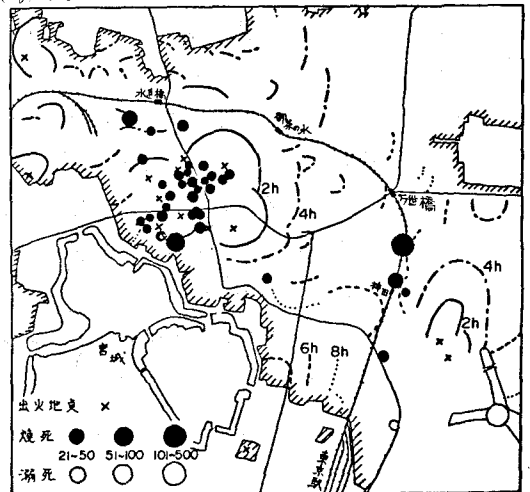 水道橋
御茶の水
2h
4h
万世橋
神田
4h
2h
6h 8h
宮城
東京駅
出火地点 ×
焼死
21~50 51~100 101~500
溺死